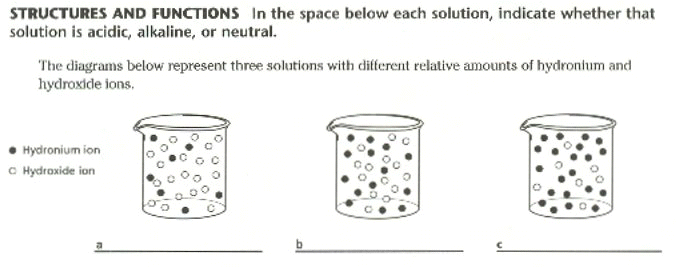 STRUCTURES AND FUNCTIONS In the space below each solution, indicate whether that
solution is acidic, alkaline, or neutral.
The diagrams below represent three solutions with different relative amounts of hydronium and
hydroxide ions.
Hydronium ion
Hydroxide ion
a b c